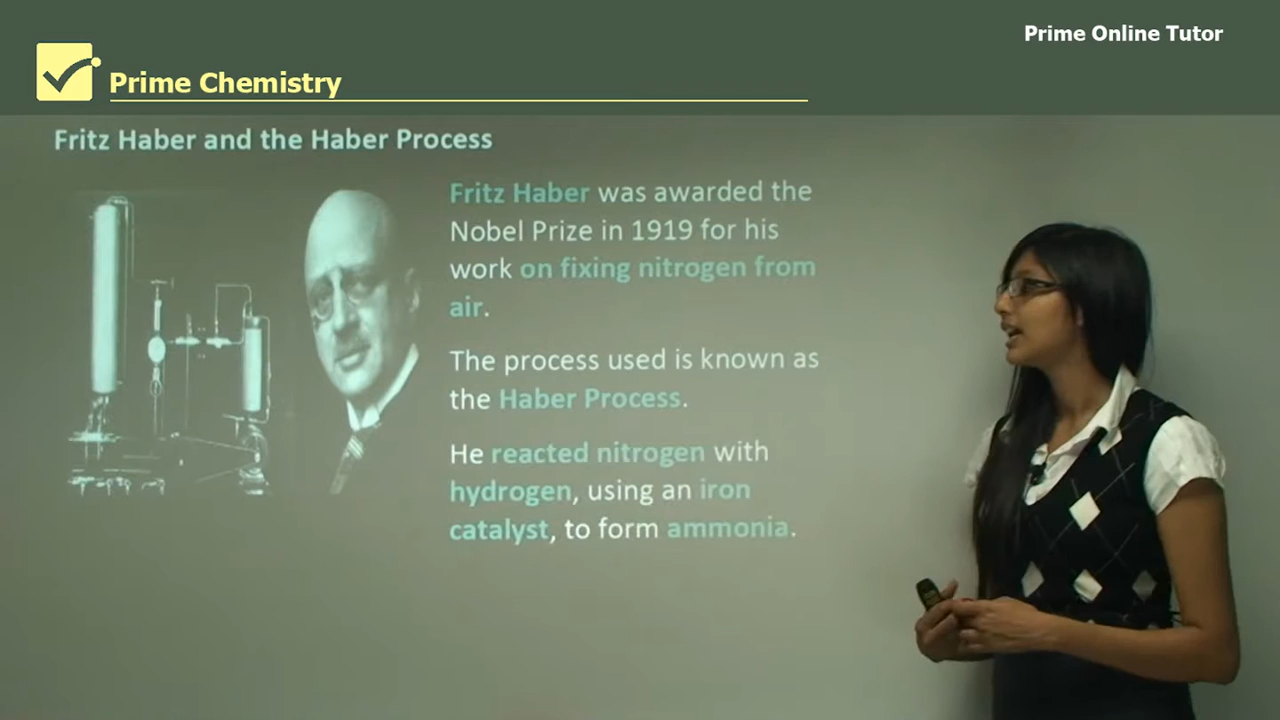 Prime Online Tutor
Prime Chemistry
Fritz Haber and the Haber Process
Fritz Haber was awarded the
Nobel Prize in 1919 for his
work on fixing nitrogen from
air.
The process used is known as
the Haber Process.
He reacted nitrogen with
hydrogen, using an iron
catalyst, to form ammonia.